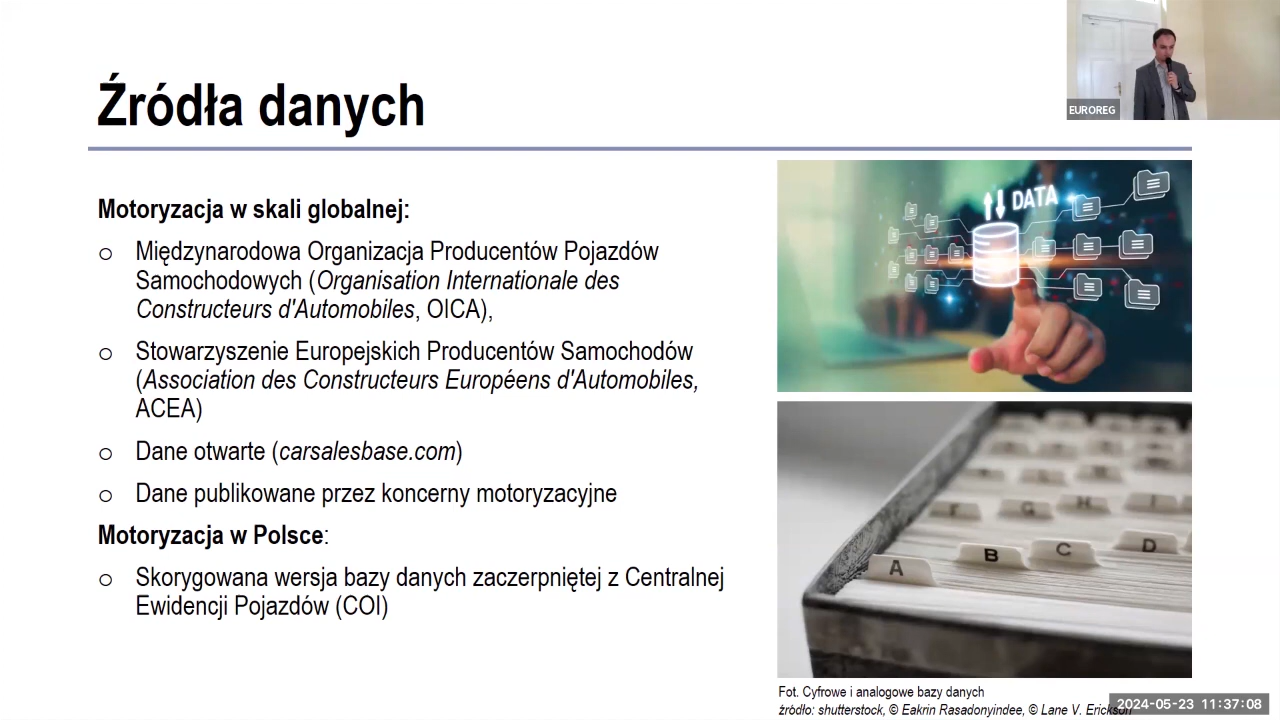 EUROREG
Źródła danych
Motoryzacja w skali globalnej:
o Międzynarodowa Organizacja Producentów Pojazdów
Samochodowych (Organisation Internationale des
Constructeurs d'Automobiles, OICA),
o Stowarzyszenie Europejskich Producentów Samochodów
(Association des Constructeurs Européens d'Automobiles,
ACEA)
o Dane otwarte (carsalesbase.com)
o Dane publikowane przez koncerny motoryzacyjne
Motoryzacja w Polsce:
o Skorygowana wersja bazy danych zaczerpniętej z Centralnej
Ewidencji Pojazdów (COI)
DATA
F G H I
A B C D
Fot. Cyfrowe i analogowe bazy danych
źródło: shutterstock, © Eakrin Rasadonyindee, © Lane V. Erickson
2024-05-23 11:37:08